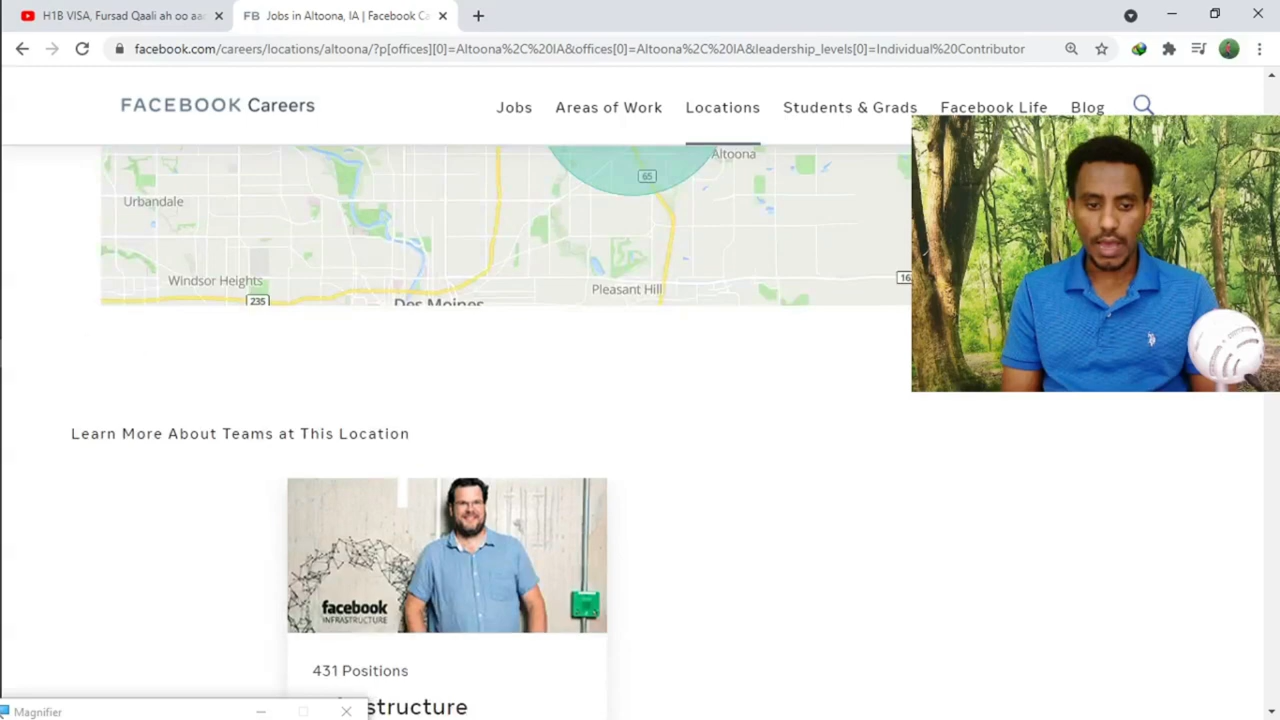 H1B VISA, Fursad Qaali ah oo aa
FB Jobs in Altoona, IA | Facebook Ca
facebook.com/careers/locations/altoona/?p[offices][0]=Altoona%2C%20IA&offices[0]=Altoona%2C%20IA&leadership_levels[0]=Individual%20Contributor
FACEBOOK Careers
Jobs
Areas of Work
Locations
Students & Grads
Facebook Life
Blog
Altoona
65
Urbandale
Windsor Heights
Pleasant Hill
235
Des Moines
Learn More About Teams at This Location
facebook
INFRASTRUCTURE
431 Positions
structure
Magnifier